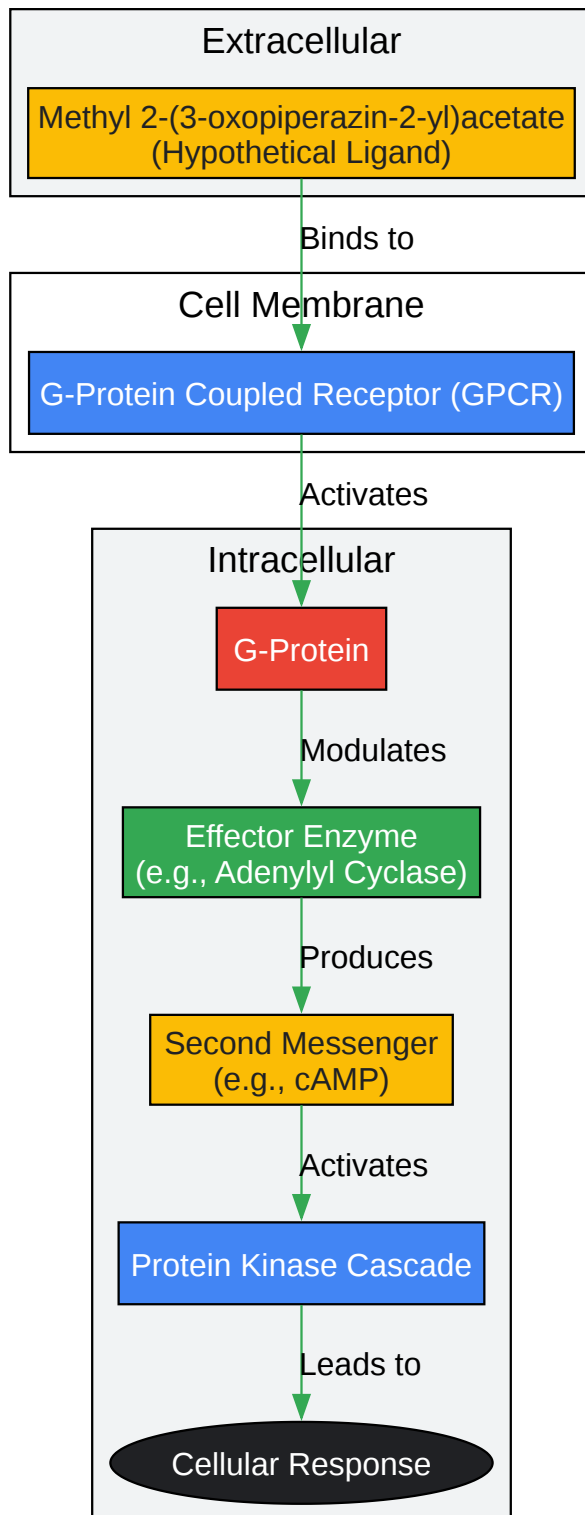 Extracellular
Methyl 2-(3-oxopiperazin-2-yl)acetate
(Hypothetical Ligand)
Binds to
Cell Membrane
G-Protein Coupled Receptor (GPCR)
Activates
Intracellular
G-Protein
Modulates
Effector Enzyme
(e.g., Adenylyl Cyclase)
Produces
Second Messenger
(e.g., cAMP)
Activates
Protein Kinase Cascade
Leads to
Cellular Response